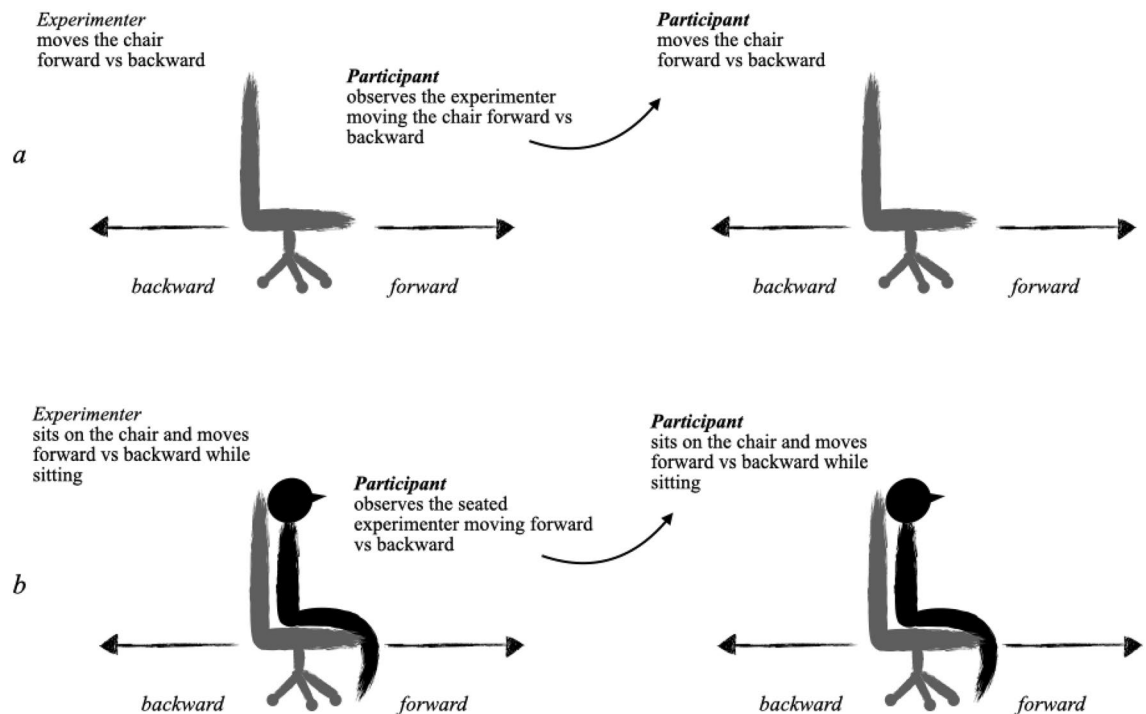 Experimenter
moves the chair
forward vs backward
Participant
observes the experimenter
moving the chair forward vs
backward
Participant
moves the chair
forward vs backward
a
backward
forward
backward
forward
Experimenter
sits on the chair and moves
forward vs backward while
sitting
Participant
observes the seated
experimenter moving forward
vs backward
Participant
sits on the chair and moves
forward vs backward while
sitting
b
backward
forward
backward
forward